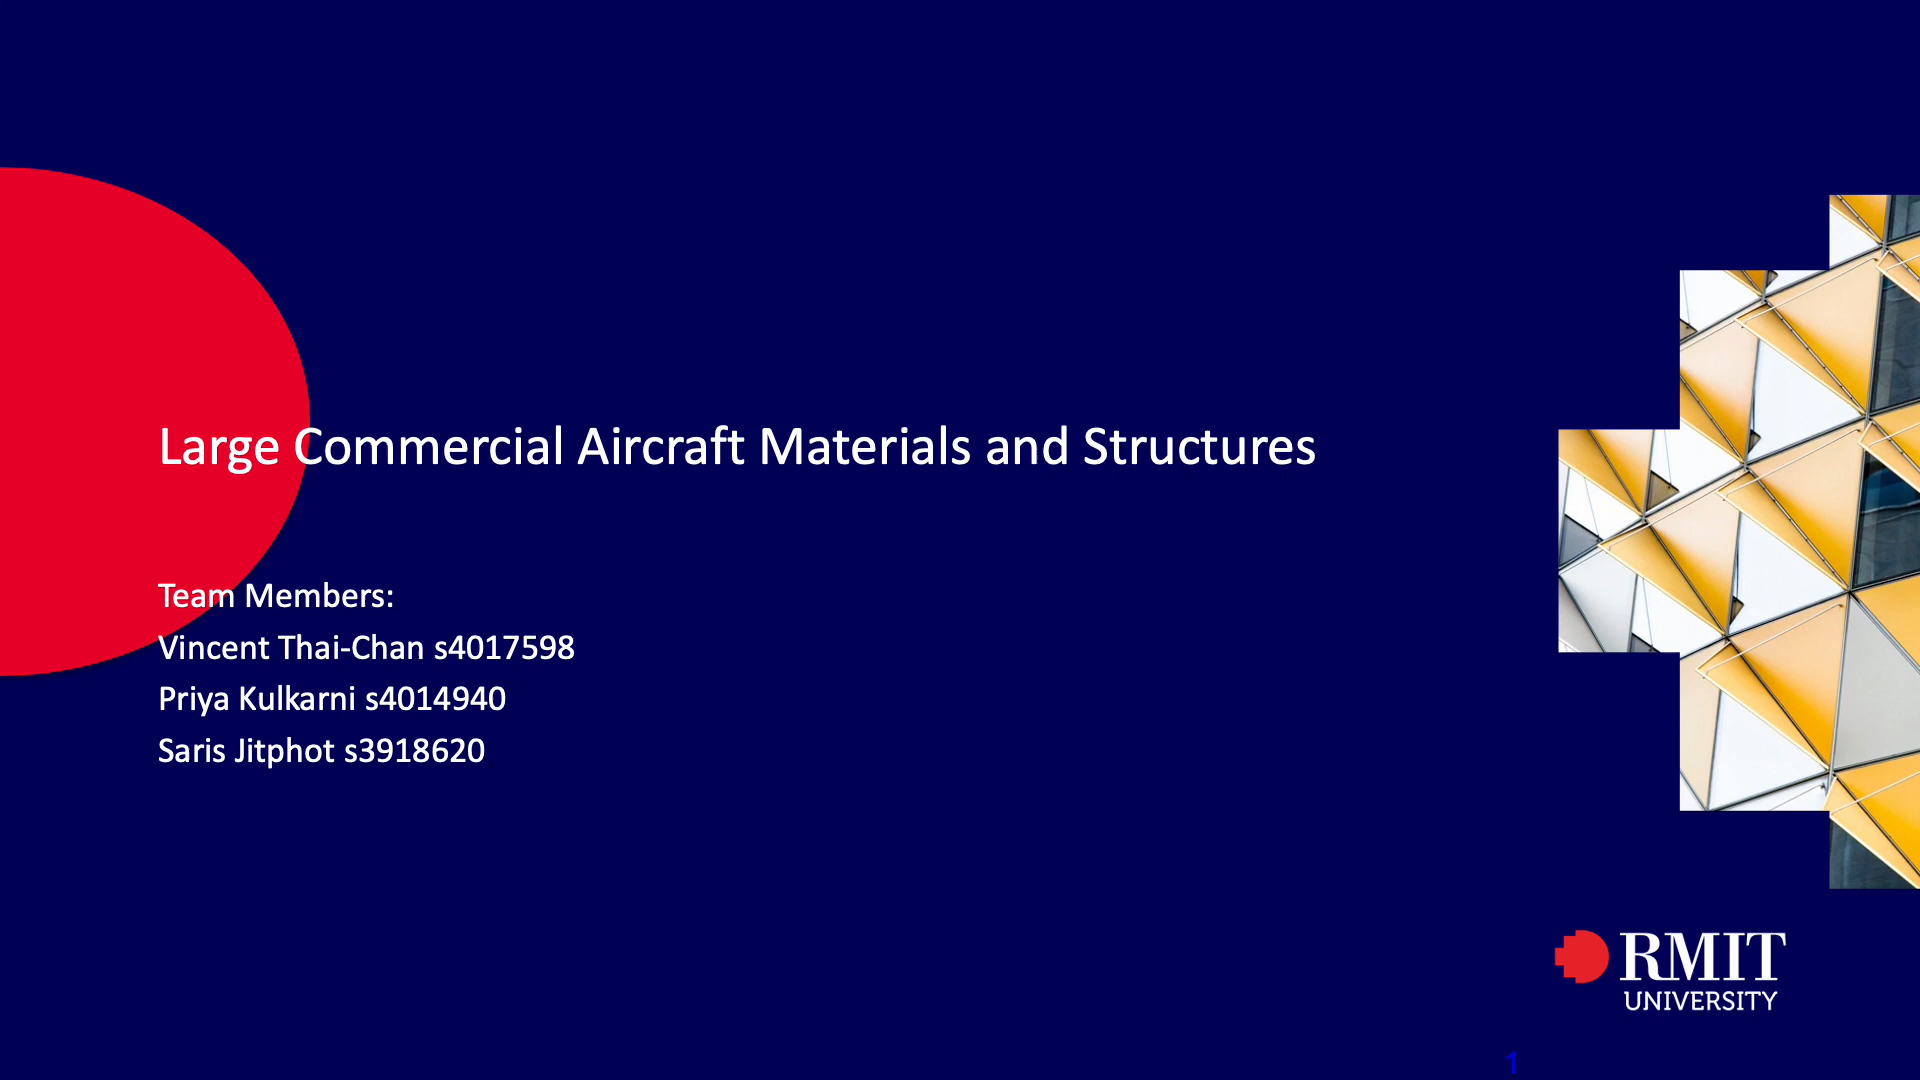 Large Commercial Aircraft Materials and Structures
Team Members:
Vincent Thai-Chan s4017598
Priya Kulkarni s4014940
Saris Jitphot s3918620
RMIT
UNIVERSITY
1